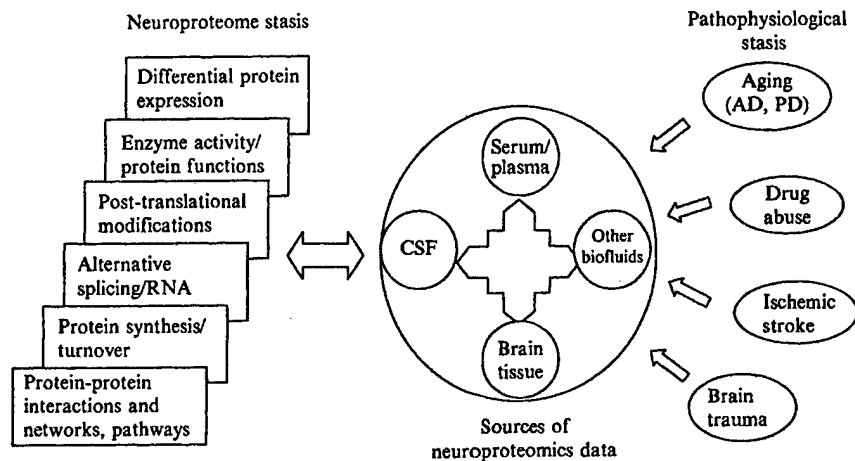 Neuroproteome stasis
Differential protein
expression
Enzyme activity/
protein functions
Post-translational
modifications
Alternative
splicing/RNA
Protein synthesis/
turnover
Protein-protein
interactions and
networks, pathways
Serum/
plasma
CSF
Other
biofluids
Brain
tissue
Sources of
neuroproteomics data
Pathophysiological
stasis
Aging
(AD, PD)
Drug
abuse
Ischemic
stroke
Brain
trauma